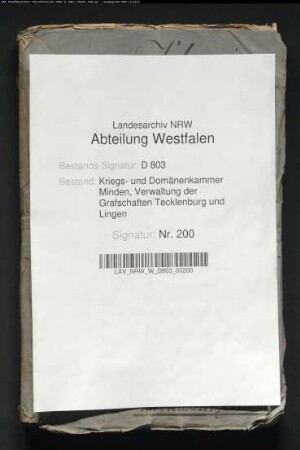 Landesarchiv NRW
Abteilung Westfalen
Bestands-Signatur: D 803
Bestand: Kriegs- und Domänenkammer
Minden, Verwaltung der
Grafschaften Tecklenburg und
Lingen
Signatur: Nr. 200
LAV_NRW_W_D803_00200